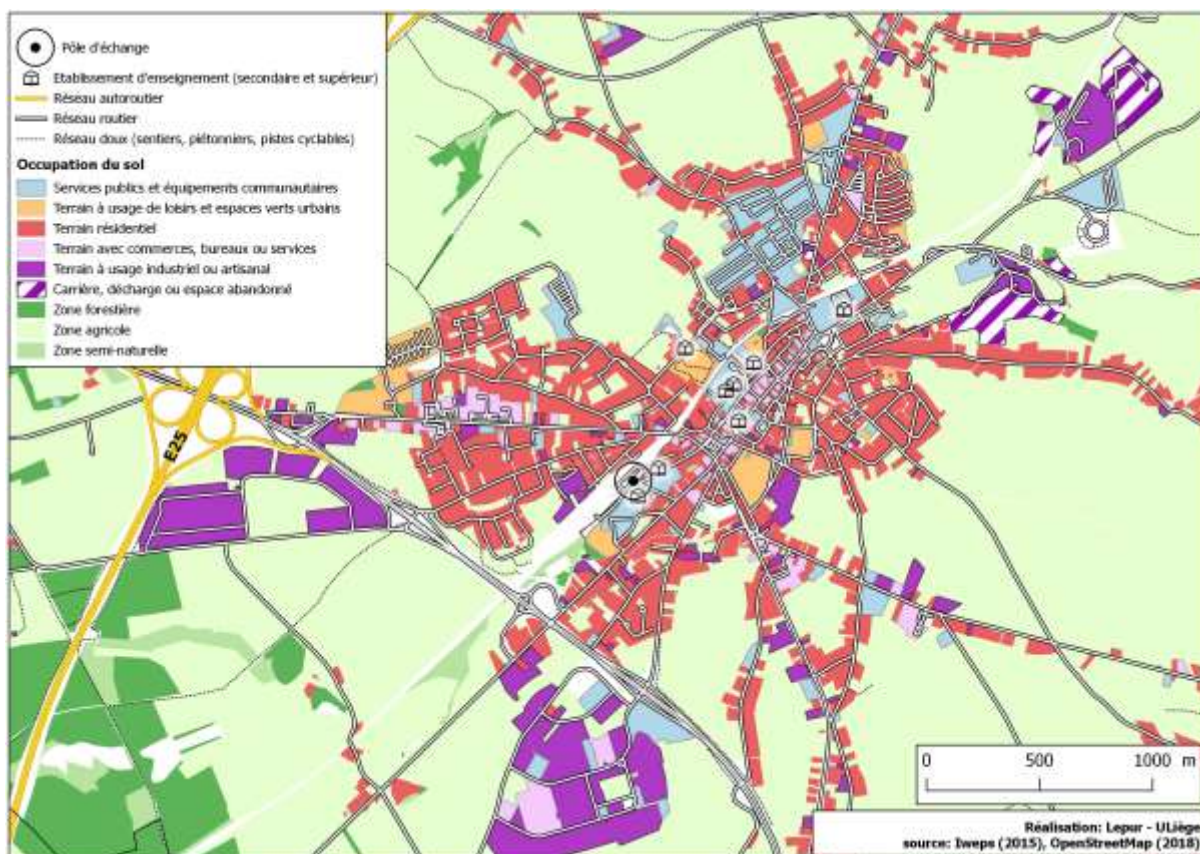 Pôle d'échange
Etablissement d'enseignement (secondaire et supérieur)
Réseau autoroutier
Réseau routier
Réseau doux (sentiers, piétonniers, pistes cyclables)
Occupation du sol
Services publics et équipements communautaires
Terrain à usage de loisirs et espaces verts urbains
Terrain résidentiel
Terrain avec commerces, bureaux ou services
Terrain à usage industriel ou artisanal
Carrière, décharge ou espace abandonné
Zone forestière
Zone agricole
Zone semi-naturelle
E25
0 500 1000 m
Réalisation: Lepur - ULiège
source: Iweps (2015), OpenStreetMap (2018)